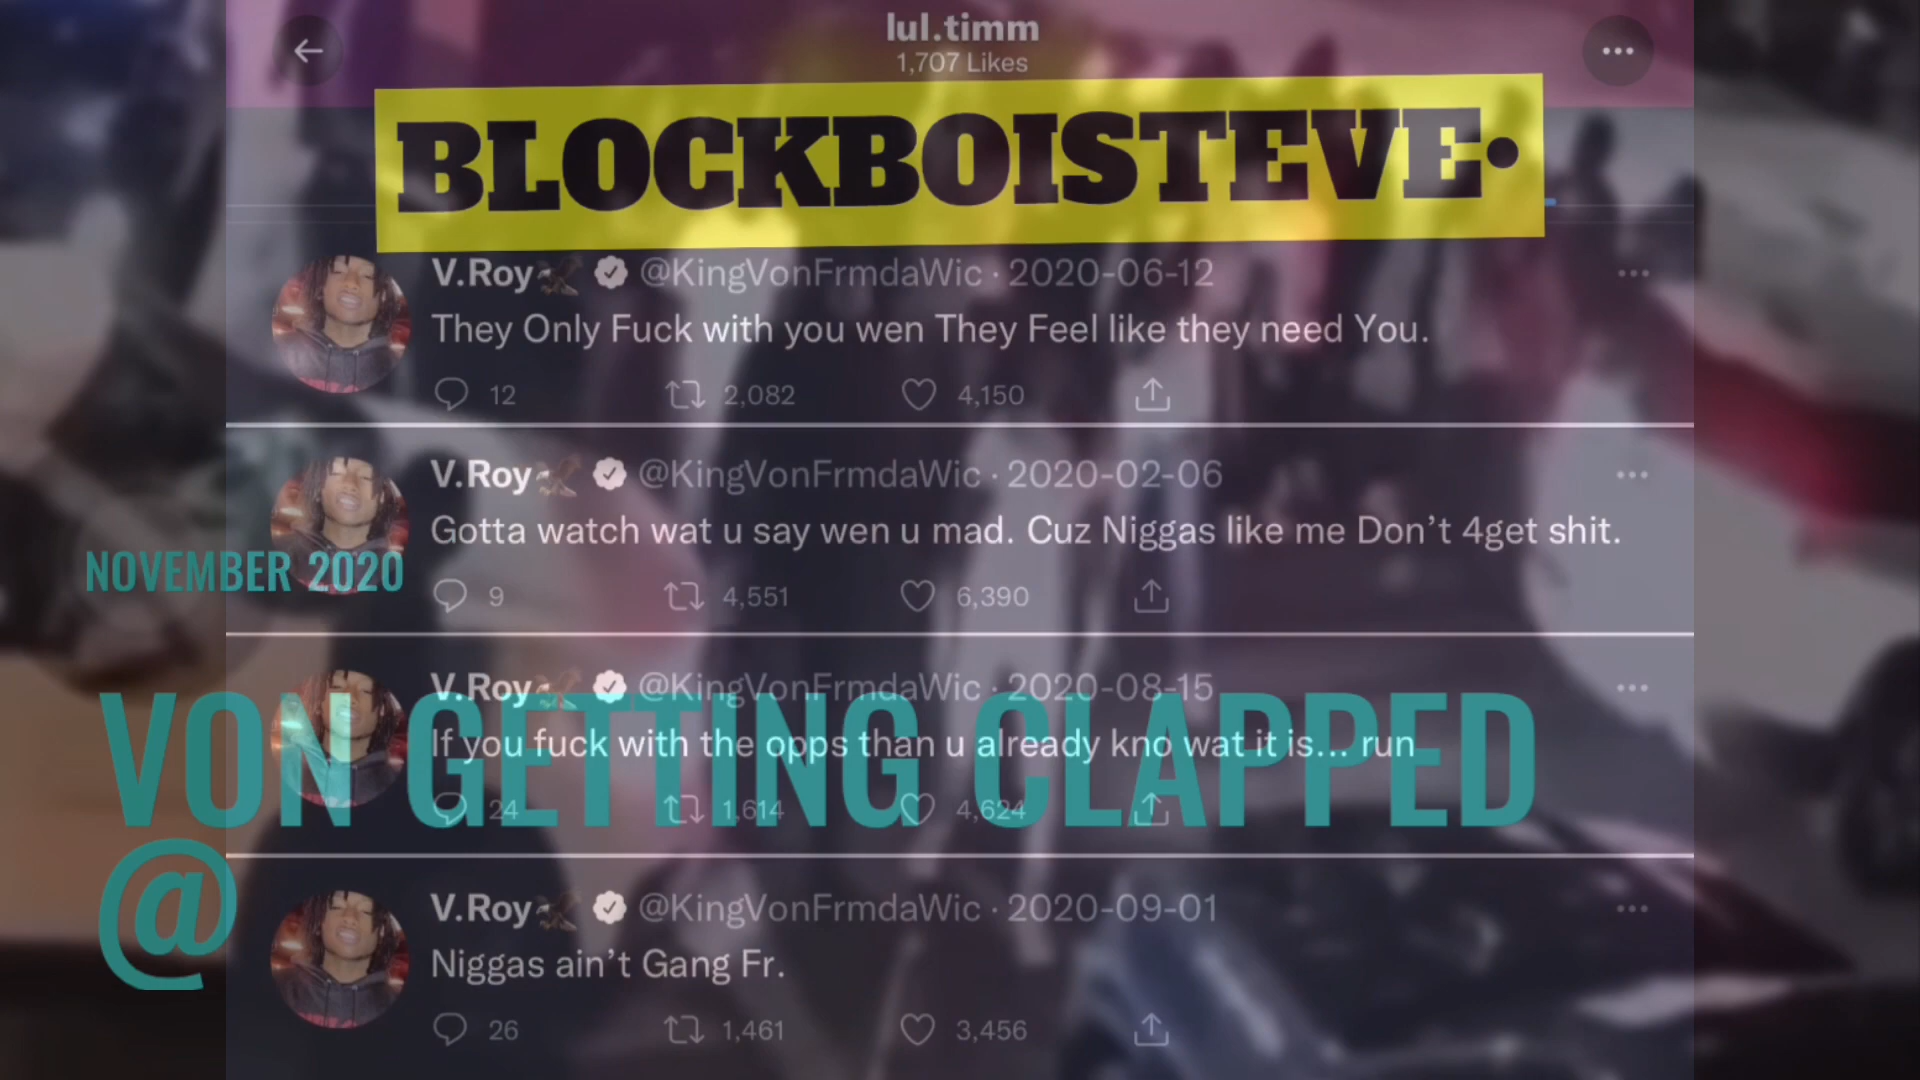 lul.timm
1,707 Likes
BLOCKBOISTEVE•
V.Roy @KingVonFrmdaWic · 2020-06-12
They Only Fuck with you wen They Feel like they need You.
12 2,082 4,150
V.Roy @KingVonFrmdaWic · 2020-02-06
Gotta watch wat u say wen u mad. Cuz Niggas like me Don’t 4get shit.
9 4,551 6,390
NOVEMBER 2020
V.Roy @KingVonFrmdaWic · 2020-08-15
If you fuck with the opps than u already kno wat it is... run
24 1,614 4,624
VON GETTING CLAPPED
@
V.Roy @KingVonFrmdaWic · 2020-09-01
Niggas ain’t Gang Fr.
26 1,461 3,456